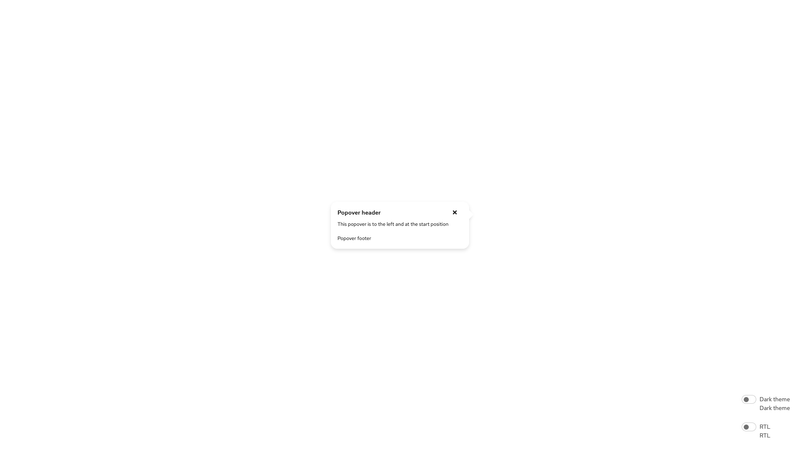 Popover header
This popover is to the left and at the start position
Popover footer
Dark theme
Dark theme
RTL
RTL